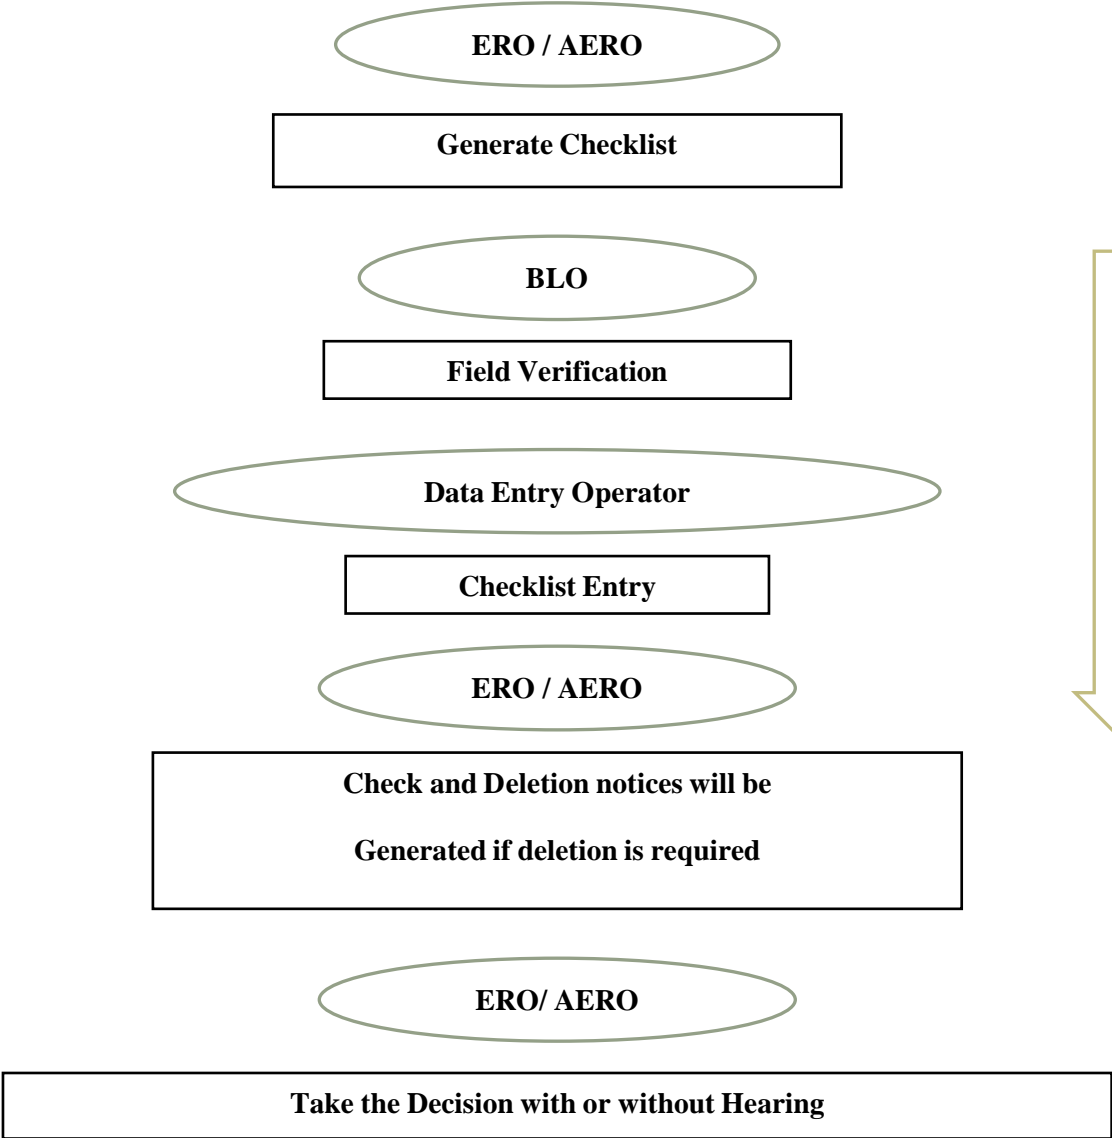 ERO / AERO
Generate Checklist
BLO
Field Verification
Data Entry Operator
Checklist Entry
ERO / AERO
Check and Deletion notices will be
Generated if deletion is required
ERO/ AERO
Take the Decision with or without Hearing